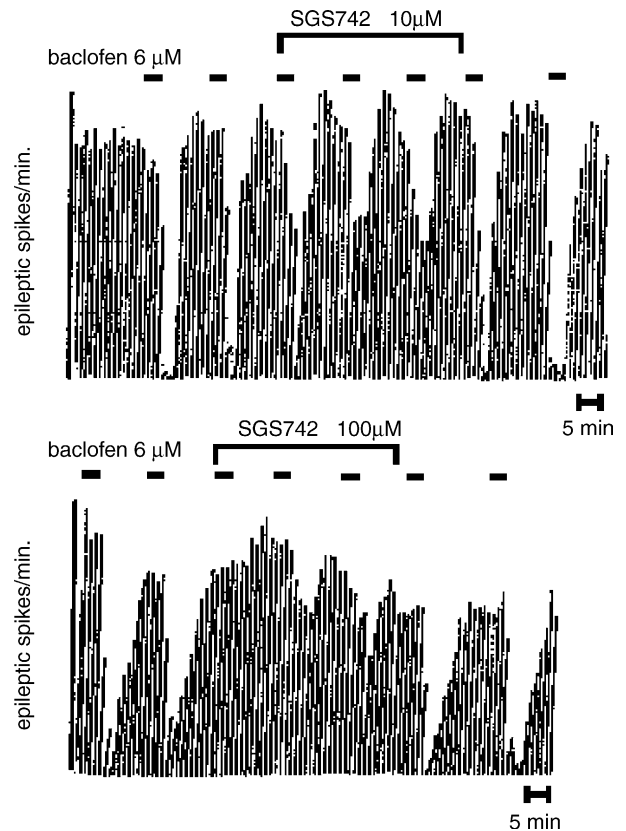 SGS742 10μM
baclofen 6 μM
epileptic spikes/min.
5 min
SGS742 100μM
baclofen 6 μM
epileptic spikes/min.
5 min